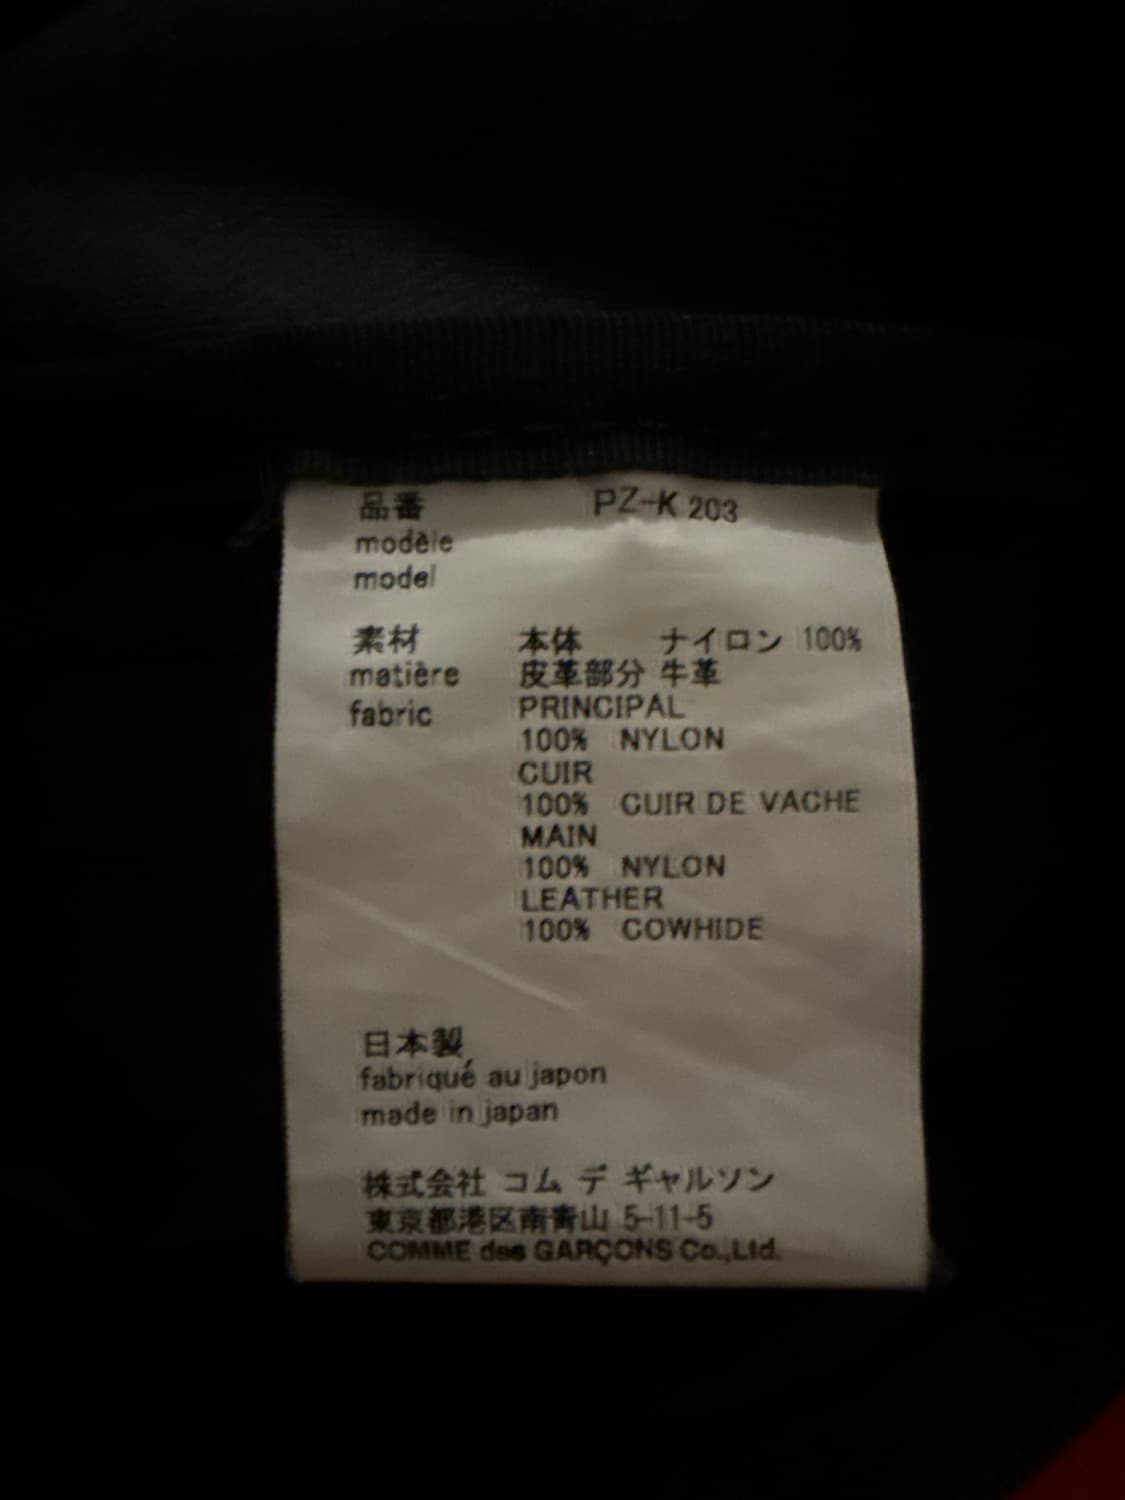 品番 PZ-K 203
modèle
model
素材 本体 ナイロン 100%
matière 皮革部分 牛革
fabric PRINCIPAL
100% NYLON
CUIR
100% CUIR DE VACHE
MAIN
100% NYLON
LEATHER
100% COWHIDE
日本製
fabriqué au japon
made in japan
株式会社 コム デ ギャルソン
東京都港区南青山 5-11-5
COMME des GARÇONS Co.,Ltd.